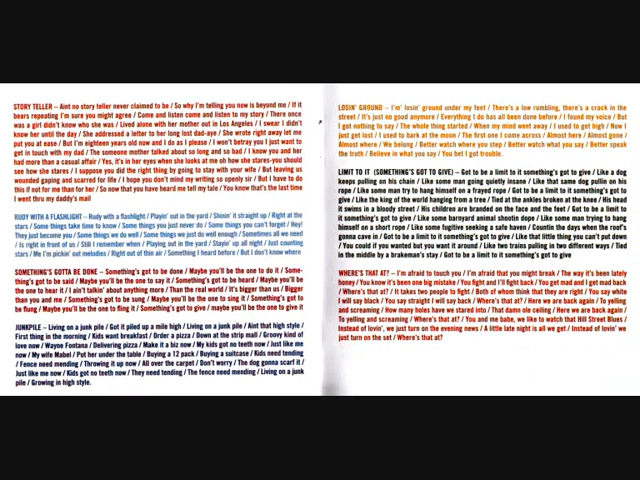 STORY TELLER – Aint no story teller never claimed to be / So why I'm telling you now is beyond me / If it
bears repeating I'm sure you might agree / Come and listen come and listen to my story / There once
was a girl didn't know who she was / Lived alone with her mother out in Los Angeles / I swear I didn't
know her until the day / She addressed a letter to her long lost dad-aye / She wrote right away let me
put you at ease / But I'm eighteen years old now and I do as I please / I won't betray you I just want to
get in touch with my dad / The someone mother talked about so long and so bad / I know you and her
had more than a casual affair / Yes, it's in her eyes when she looks at me oh how she stares-you should
see how she stares / I suppose you did the right thing by going to stay with your wife / But leaving us
wounded gaping and scarred for life / I hope you don't mind my writing so openly sir / But I have to do
this if not for me than for her / So now that you have heard me tell my tale / You know that's the last time
I went thru my daddy's mail
RUDY WITH A FLASHLIGHT – Rudy with a flashlight / Playin' out in the yard / Shinin' it straight up / Right at the
stars / Some things take time to know / Some things you just never do / Some things you can't forget / Hey!
They just become you / Some things we do well / Some things we just do well enough / Sometimes all we need
/ Is right in front of us / Still I remember when / Playing out in the yard / Stayin' up all night / Just counting
stars / Me I'm pickin' out melodies / Right out of thin air / Something I heard before / But I don't know where
SOMETHING'S GOTTA BE DONE – Something's got to be done / Maybe you'll be the one to do it / Some-
thing's got to be said / Maybe you'll be the one to say it / Something's got to be heard / Maybe you'll be
the one to hear it / I ain't talkin' about anything more / Than the real world / It's bigger than us / Bigger
than you and me / Something's got to be sung / Maybe you'll be the one to sing it / Something's got to
be flung / Maybe you'll be the one to fling it / Something's got to give / maybe you'll be the one to give it
JUNKPILE – Living on a junk pile / Got it piled up a mile high / Living on a junk pile / Aint that high style /
First thing in the morning / Kids want breakfast / Order a pizza / Down at the strip mall / Groovy kind of
love now / Wayne Fontana / Delivering pizza / Make it a biz now / My kids got no teeth now / Just like me
now / My wife Mabel / Put her under the table / Buying a 12 pack / Buying a suitcase / Kids need tending
/ Fence need mending / Throwing it up now / All over the carpet / Don't worry / The dog gonna scarf it /
Just like me now / Kids got no teeth now / They need tending / The fence need mending / Living on a junk
pile / Growing in high style.
LOSIN' GROUND – I'm' losin' ground under my feet / There's a low rumbling, there's a crack in the
street / It's just no good anymore / Everything I do has all been done before / I found my voice / But
I got nothing to say / The whole thing started / When my mind went away / I used to get high / Now I
just get lost / I used to bark at the moon / The first one I come across / Almost here / Almost gone /
Almost where / We belong / Better watch where you step / Better watch what you say / Better speak
the truth / Believe in what you say / You bet I got trouble.
LIMIT TO IT (SOMETHING'S GOT TO GIVE) – Got to be a limit to it something's got to give / Like a dog
keeps pulling on his chain / Like some man going quietly insane / Like that same dog pullin on his
rope / Like some man try to hang himself on a frayed rope / Got to be a limit to it something's got to
give / Like the king of the world hanging from a tree / Tied at the ankles broken at the knee / His head
it swims in a bloody street / His children are branded on the face and the feet / Got to be a limit to
it something's got to give / Like some barnyard animal shootin dope / Like some man trying to hang
himself on short rope / Like some fugitive seeking a safe haven / Countin the days when the roof's
gonna cave in / Got to be a limit to it something's got to give / Like that little thing you can't put down
/ You could if you wanted but you want it around / Like two trains pulling in two different ways / Tied
in the middle by a brakeman's stay / Got to be a limit to it something's got to give
WHERE'S THAT AT? – I'm afraid to touch you / I'm afraid that you might break / The way it's been lately
honey / You know it's been one big mistake / You fight and I'll fight back / You get mad and I get mad back
/ Where's that at? / It takes two people to fight / Both of whom think that they are right / You say white
I will say black / You say straight I will say back / Where's that? / Here we are back again / To yelling
and screaming / How many holes have we stared into / That damn ole ceiling / Here we are back again /
To yelling and screaming / Where's that? / You and me babe, we like to watch that Hill Street Blues /
Instead of lovin', we just turn on the evening news / A little late night is all we get / Instead of lovin' we
just turn on the set / Where's that at?